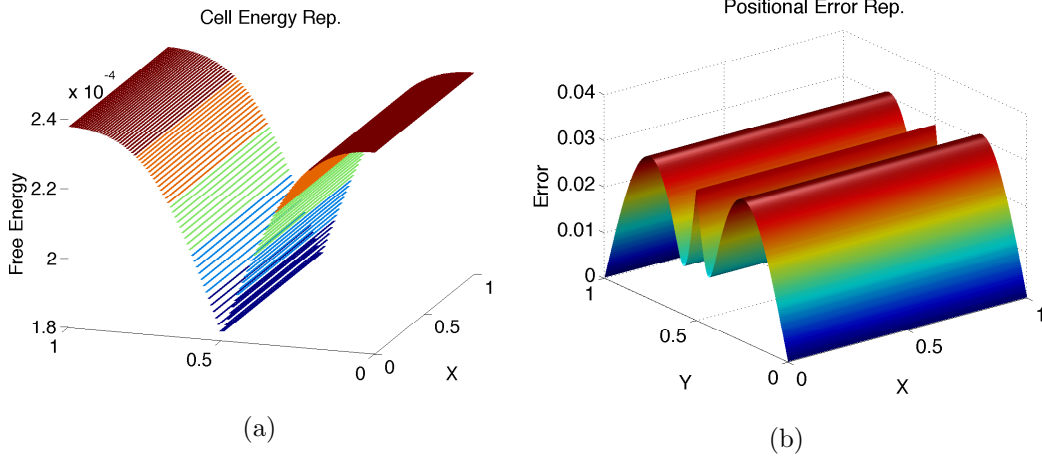 Cell Energy Rep.
x 10^-4
2.4
2.2
2
1.8
Free Energy
1
0.5
0
0
0.5
1
X
(a)
Positional Error Rep.
0.04
0.03
0.02
0.01
0
Error
1
0.5
0
Y
0
0.5
1
X
(b)